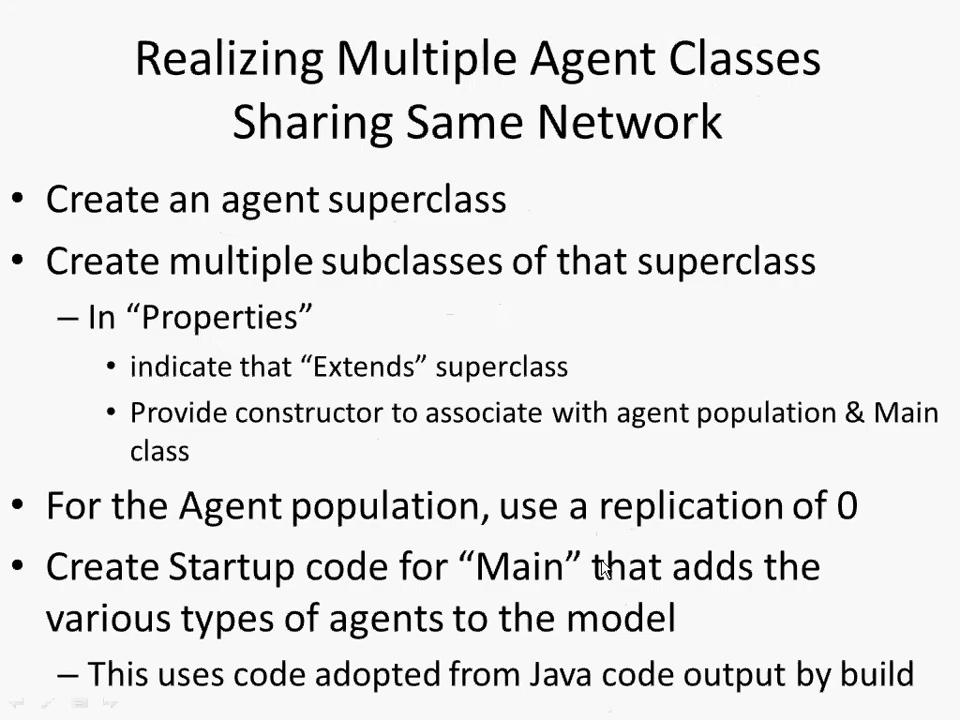 Realizing Multiple Agent Classes
Sharing Same Network
• Create an agent superclass
• Create multiple subclasses of that superclass
– In “Properties”
• indicate that “Extends” superclass
• Provide constructor to associate with agent population & Main
class
• For the Agent population, use a replication of 0
• Create Startup code for “Main” that adds the
various types of agents to the model
– This uses code adopted from Java code output by build